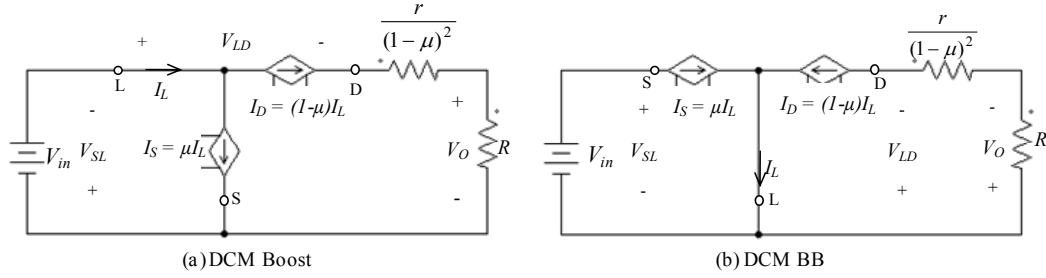 r
(1 − μ)²
+ V_LD -
L
I_L
D
I_D = (1-μ)I_L
-
+
V_in
V_SL
I_S = μI_L
V_O
R
+
S
-
(a) DCM Boost
r
(1 − μ)²
S
D
+
I_S = μI_L
I_D = (1-μ)I_L
-
-
V_in
V_SL
I_L
V_LD
V_O
R
-
L
+
+
(b) DCM BB